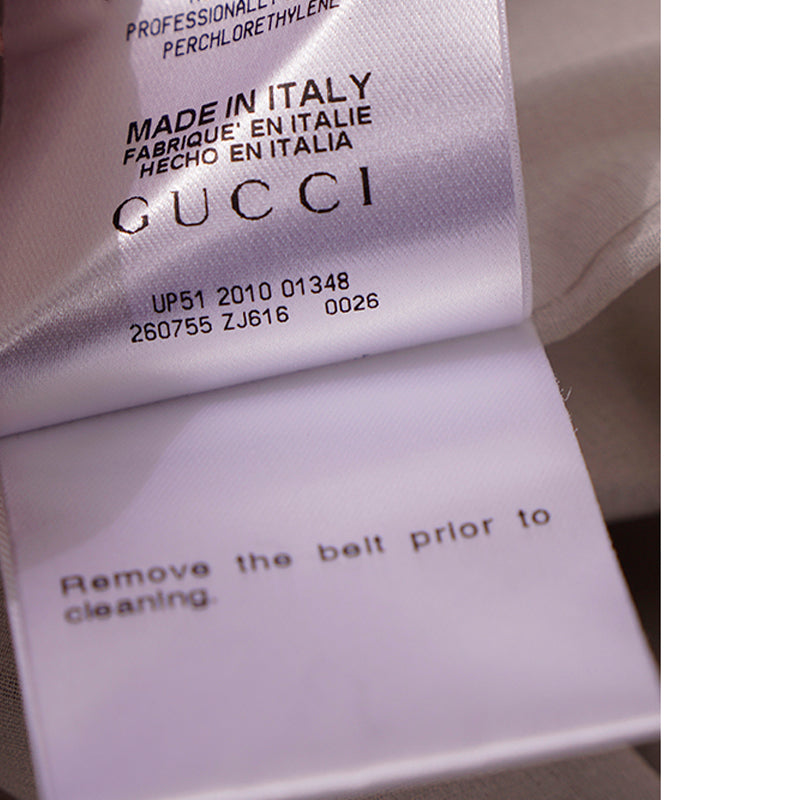 PROFESSIONALLY
PERCHLORETHYLENE
MADE IN ITALY
FABRIQUE' EN ITALIE
HECHO EN ITALIA
GUCCI
UP51 2010 01348
260755 ZJ616 0026
Remove the belt prior to
cleaning.